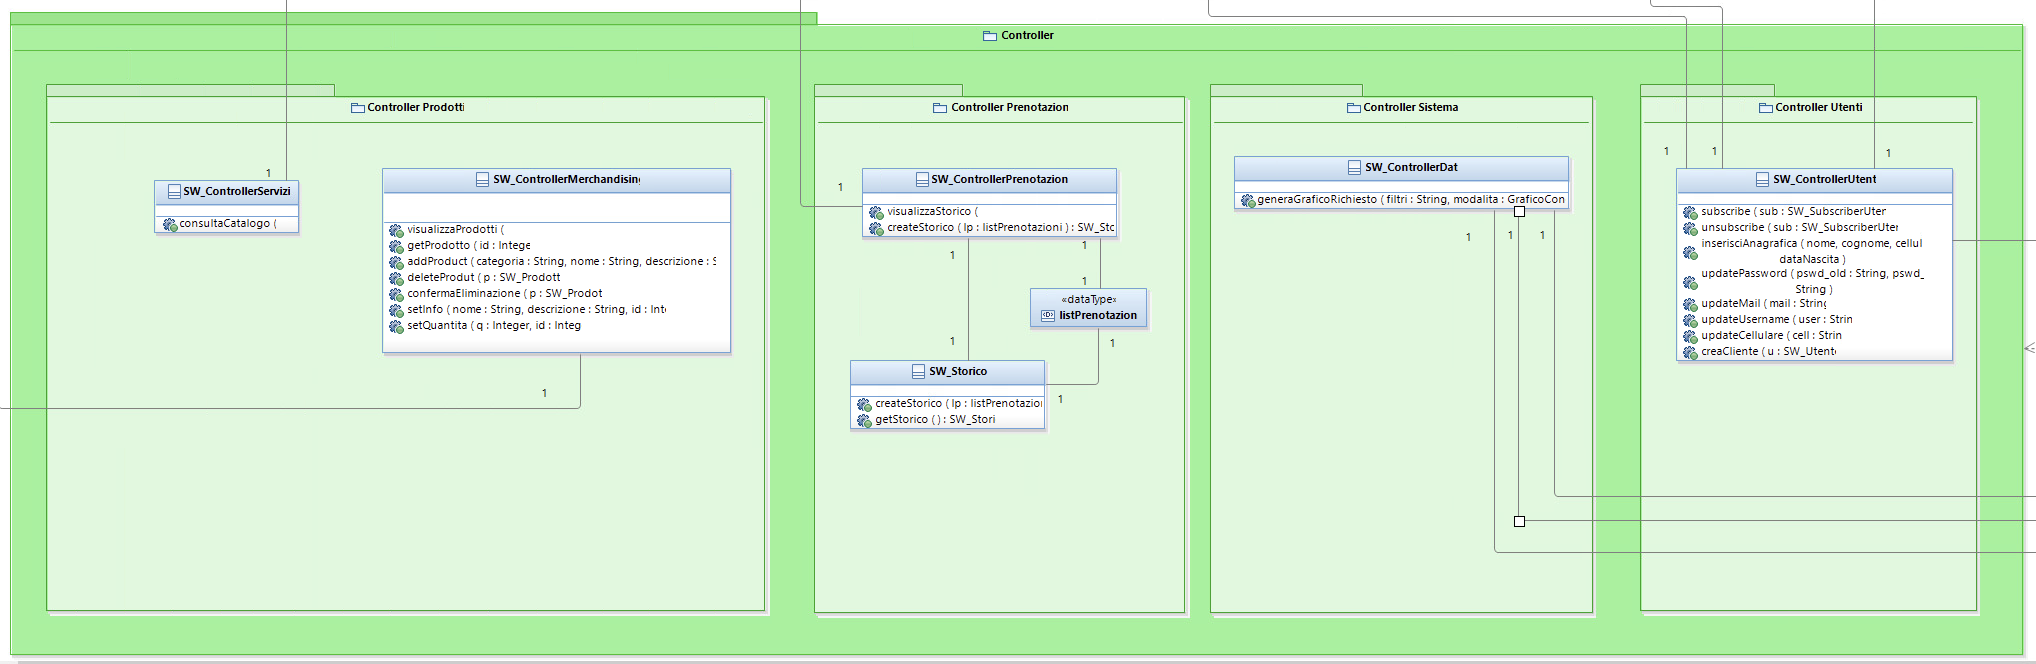 Controller
Controller Prodotti
1
SW_ControllerServizi
consultaCatalogo (
SW_ControllerMerchandising
visualizzaProdotti (
getProdotto ( id : Intege
addProduct ( categoria : String, nome : String, descrizione : S
deleteProdut ( p : SW_Prodott
confermaEliminazione ( p : SW_Prodot
setInfo ( nome : String, descrizione : String, id : Inte
setQuantita ( q : Integer, id : Integ
1
Controller Prenotazion
1
SW_ControllerPrenotazion
visualizzaStorico (
createStorico ( lp : listPrenotazioni ) : SW_Stc
1
1
1
«dataType»
listPrenotazion
1
1
SW_Storico
createStorico ( lp : listPrenotazio
getStorico ( ) : SW_Stori
1
Controller Sistema
SW_ControllerDat
generaGraficoRichiesto ( filtri : String, modalita : GraficoCon
1
1
1
Controller Utenti
1
1
1
SW_ControllerUtent
subscribe ( sub : SW_SubscriberUter
unsubscribe ( sub : SW_SubscriberUter
inserisciAnagrafica ( nome, cognome, cellul
dataNascita )
updatePassword ( pswd_old : String, pswd_
String )
updateMail ( mail : String
updateUsername ( user : Strin
updateCellulare ( cell : Strin
creaCliente ( u : SW_Utente